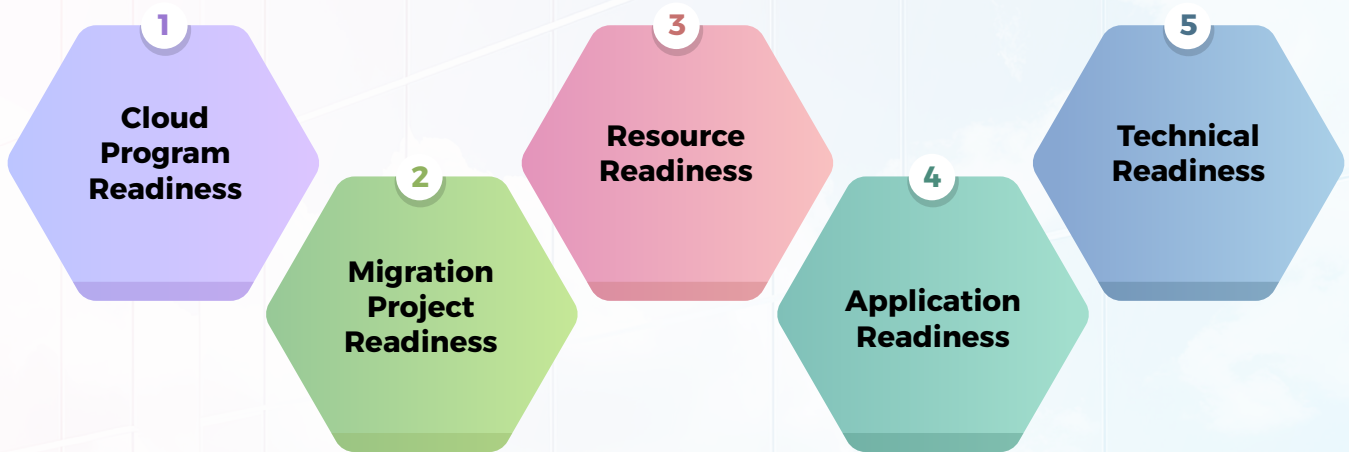 1
Cloud
Program
Readiness
2
Migration
Project
Readiness
3
Resource
Readiness
4
Application
Readiness
5
Technical
Readiness